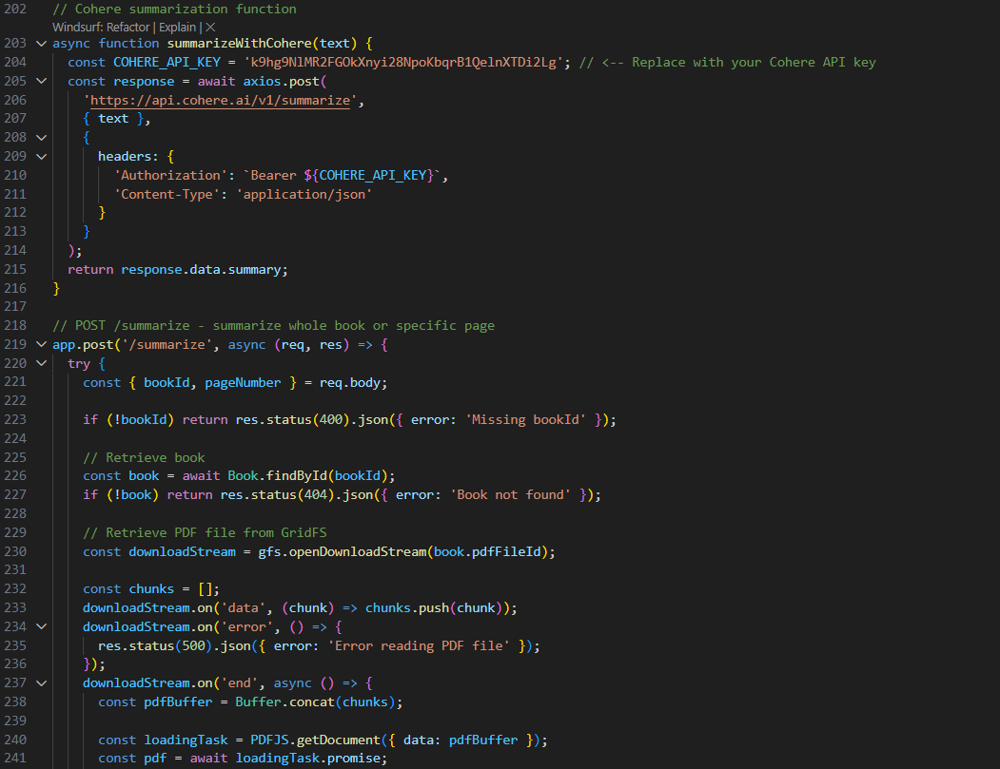 202 // Cohere summarization function
Windsurf: Refactor | Explain | X
203 async function summarizeWithCohere(text) {
204 const COHERE_API_KEY = 'k9hg9NlMR2FGOkXnyi28NpoKbqrB1QelnXTDi2Lg'; // <-- Replace with your Cohere API key
205 const response = await axios.post(
206 'https://api.cohere.ai/v1/summarize',
207 { text },
208 {
209 headers: {
210 'Authorization': `Bearer ${COHERE_API_KEY}`,
211 'Content-Type': 'application/json'
212 }
213 }
214 );
215 return response.data.summary;
216 }
217
218 // POST /summarize - summarize whole book or specific page
219 app.post('/summarize', async (req, res) => {
220 try {
221 const { bookId, pageNumber } = req.body;
222
223 if (!bookId) return res.status(400).json({ error: 'Missing bookId' });
224
225 // Retrieve book
226 const book = await Book.findById(bookId);
227 if (!book) return res.status(404).json({ error: 'Book not found' });
228
229 // Retrieve PDF file from GridFS
230 const downloadStream = gfs.openDownloadStream(book.pdfFileId);
231
232 const chunks = [];
233 downloadStream.on('data', (chunk) => chunks.push(chunk));
234 downloadStream.on('error', () => {
235 res.status(500).json({ error: 'Error reading PDF file' });
236 });
237 downloadStream.on('end', async () => {
238 const pdfBuffer = Buffer.concat(chunks);
239
240 const loadingTask = PDFJS.getDocument({ data: pdfBuffer });
241 const pdf = await loadingTask.promise;